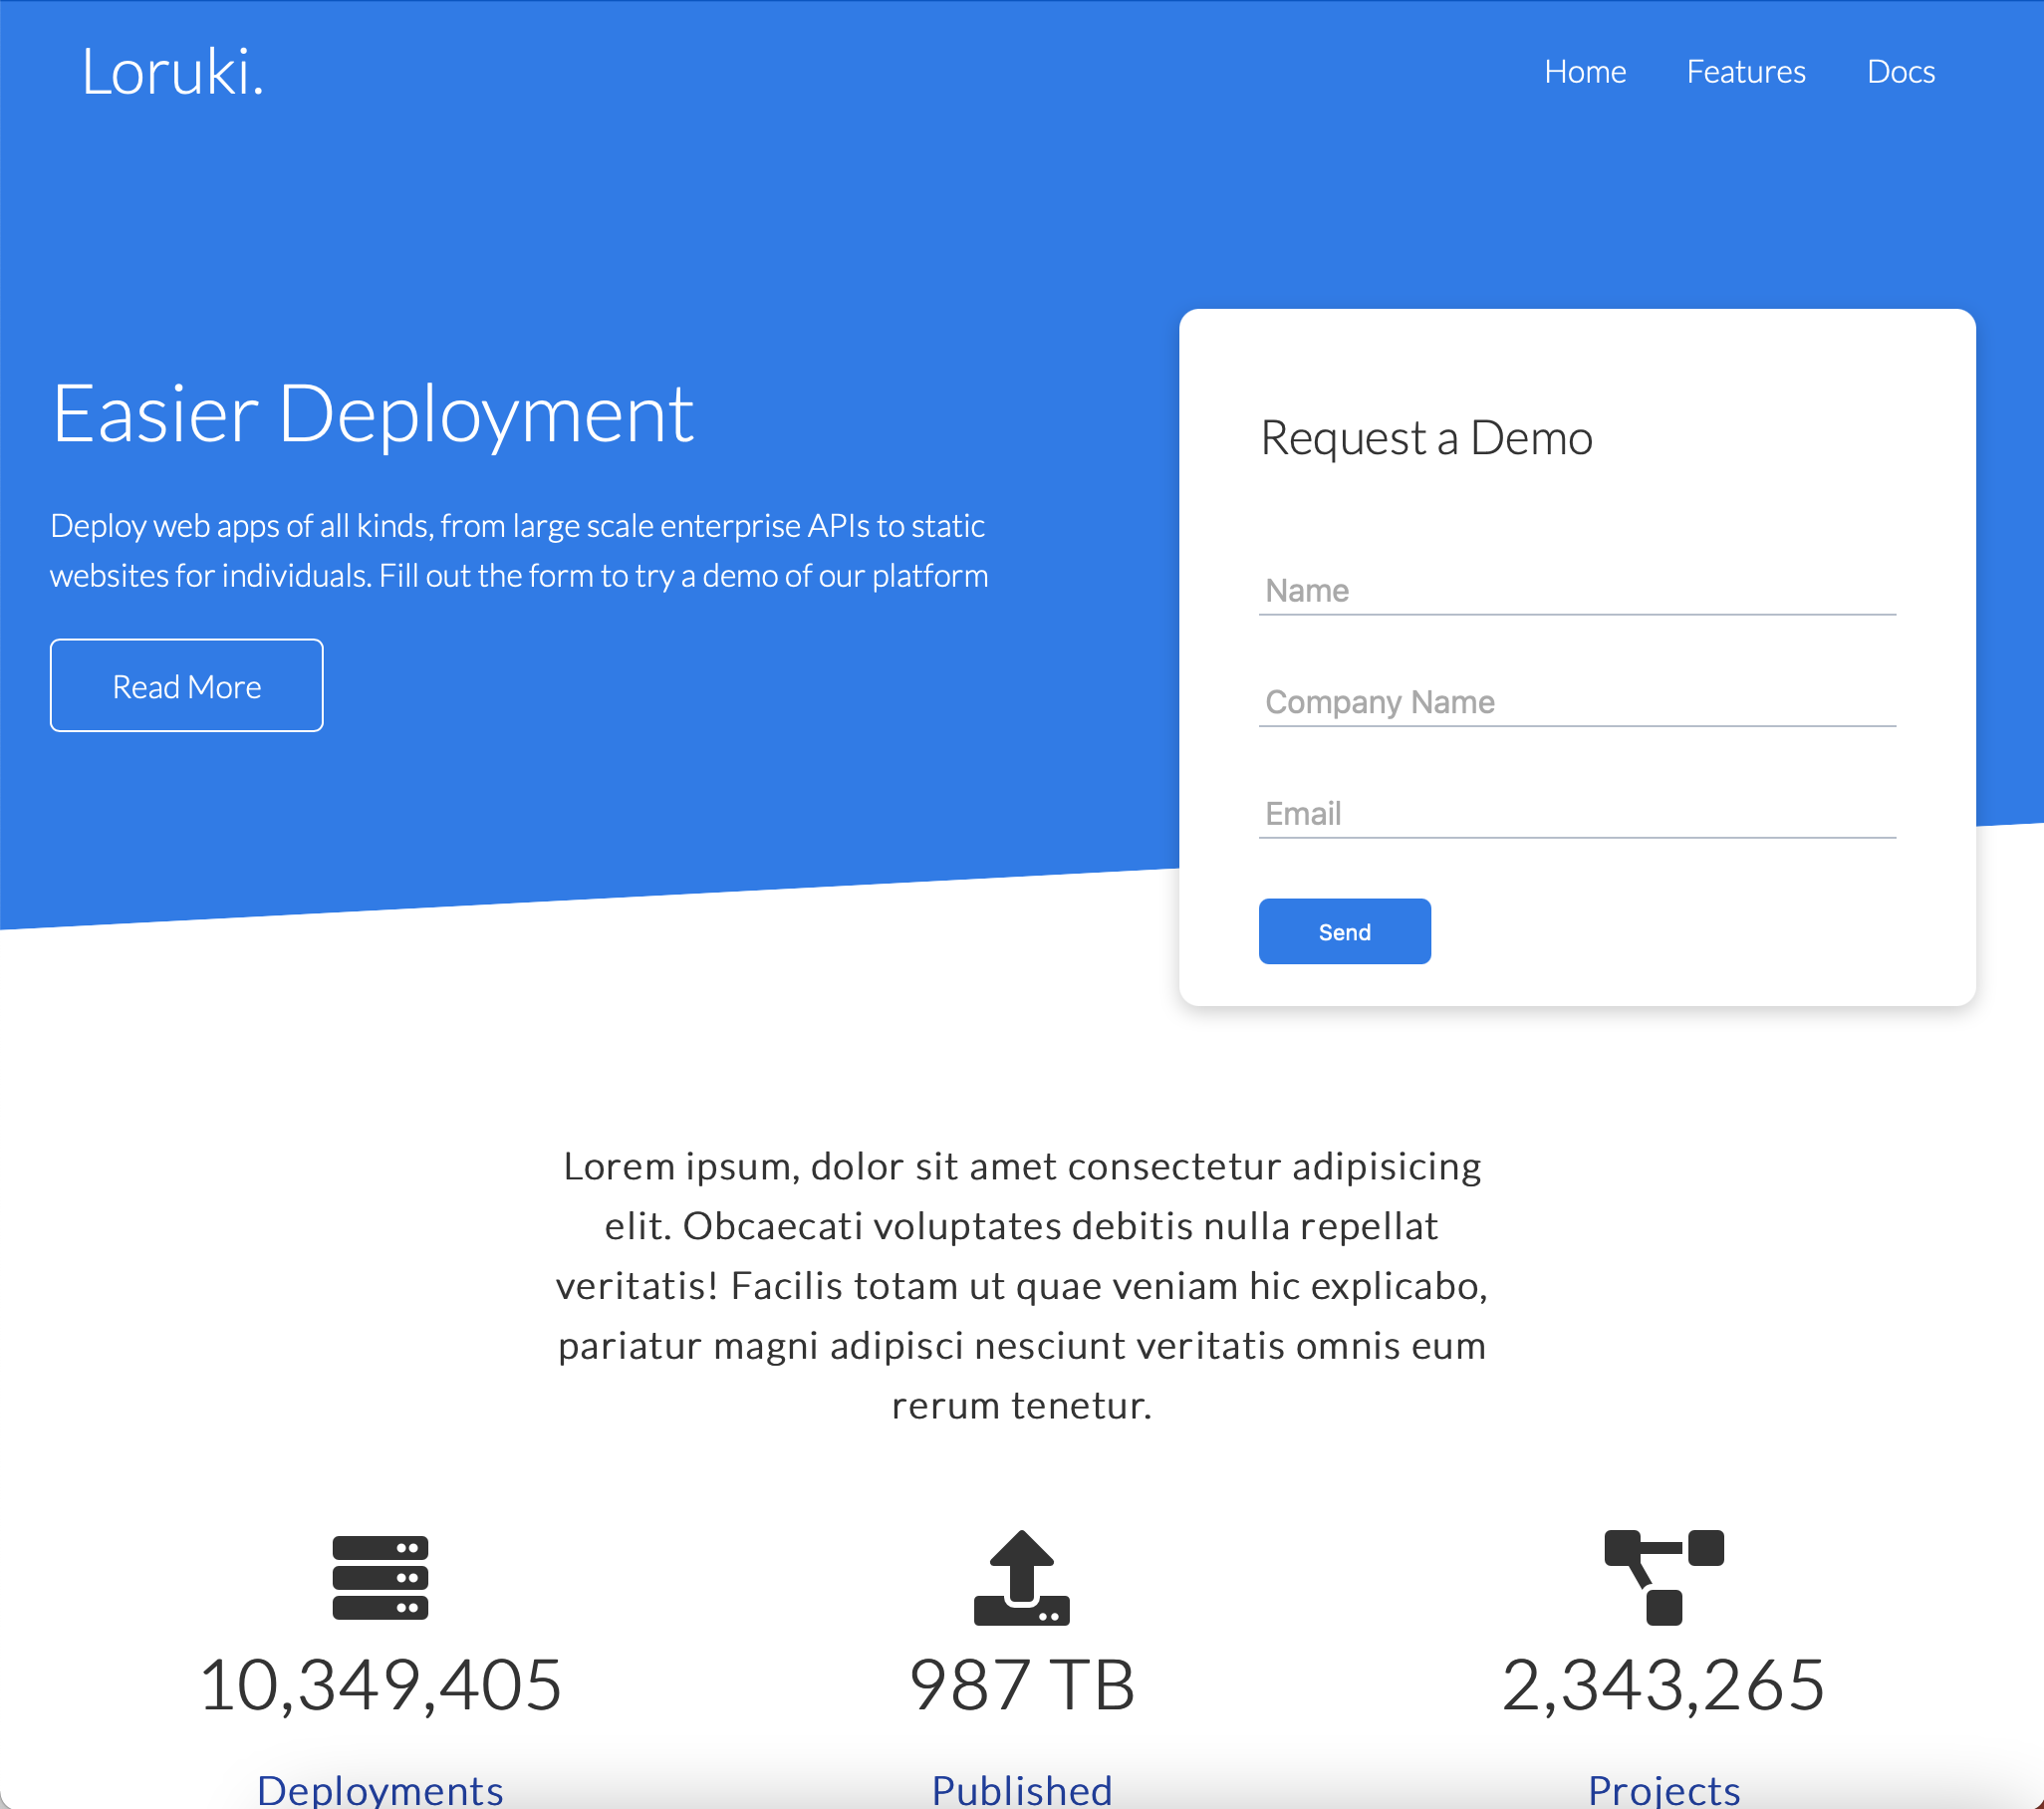 Loruki.
Home Features Docs
Easier Deployment
Deploy web apps of all kinds, from large scale enterprise APIs to static
websites for individuals. Fill out the form to try a demo of our platform
Read More
Request a Demo
Name
Company Name
Email
Send
Lorem ipsum, dolor sit amet consectetur adipisicing
elit. Obcaecati voluptates debitis nulla repellat
veritatis! Facilis totam ut quae veniam hic explicabo,
pariatur magni adipisci nesciunt veritatis omnis eum
rerum tenetur.
10,349,405
Deployments
987 TB
Published
2,343,265
Projects